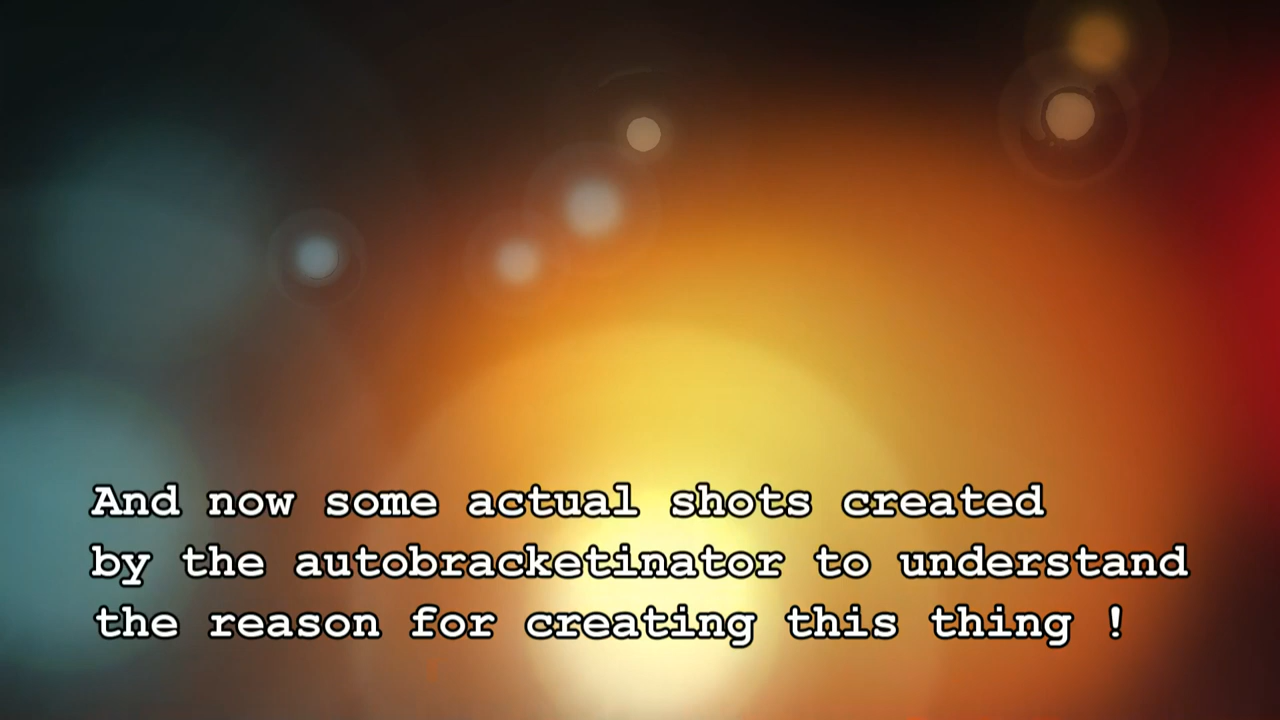 And now some actual shots created
by the autobracketinator to understand
the reason for creating this thing !